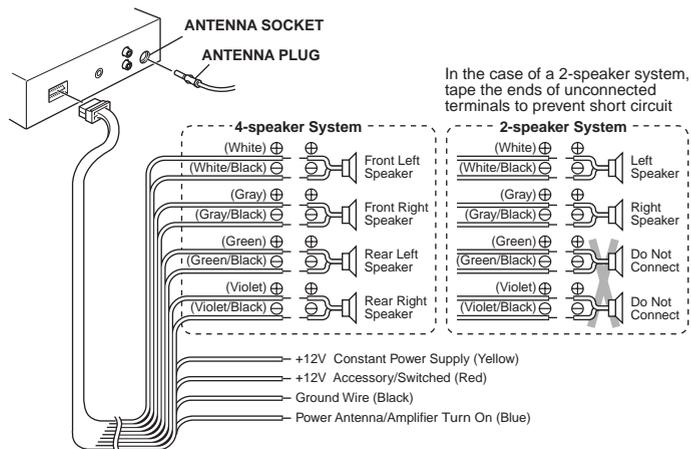 ANTENNA SOCKET
ANTENNA PLUG
In the case of a 2-speaker system,
tape the ends of unconnected
terminals to prevent short circuit
4-speaker System
(White) ⊕ ⊕
(White/Black) ⊖ ⊖
Front Left
Speaker
(Gray) ⊕ ⊕
(Gray/Black) ⊖ ⊖
Front Right
Speaker
(Green) ⊕ ⊕
(Green/Black) ⊖ ⊖
Rear Left
Speaker
(Violet) ⊕ ⊕
(Violet/Black) ⊖ ⊖
Rear Right
Speaker
2-speaker System
(White) ⊕ ⊕
(White/Black) ⊖ ⊖
Left
Speaker
(Gray) ⊕ ⊕
(Gray/Black) ⊖ ⊖
Right
Speaker
(Green) ⊕ ⊕
(Green/Black) ⊖ ⊖
Do Not
Connect
(Violet) ⊕ ⊕
(Violet/Black) ⊖ ⊖
Do Not
Connect
+12V Constant Power Supply (Yellow)
+12V Accessory/Switched (Red)
Ground Wire (Black)
Power Antenna/Amplifier Turn On (Blue)